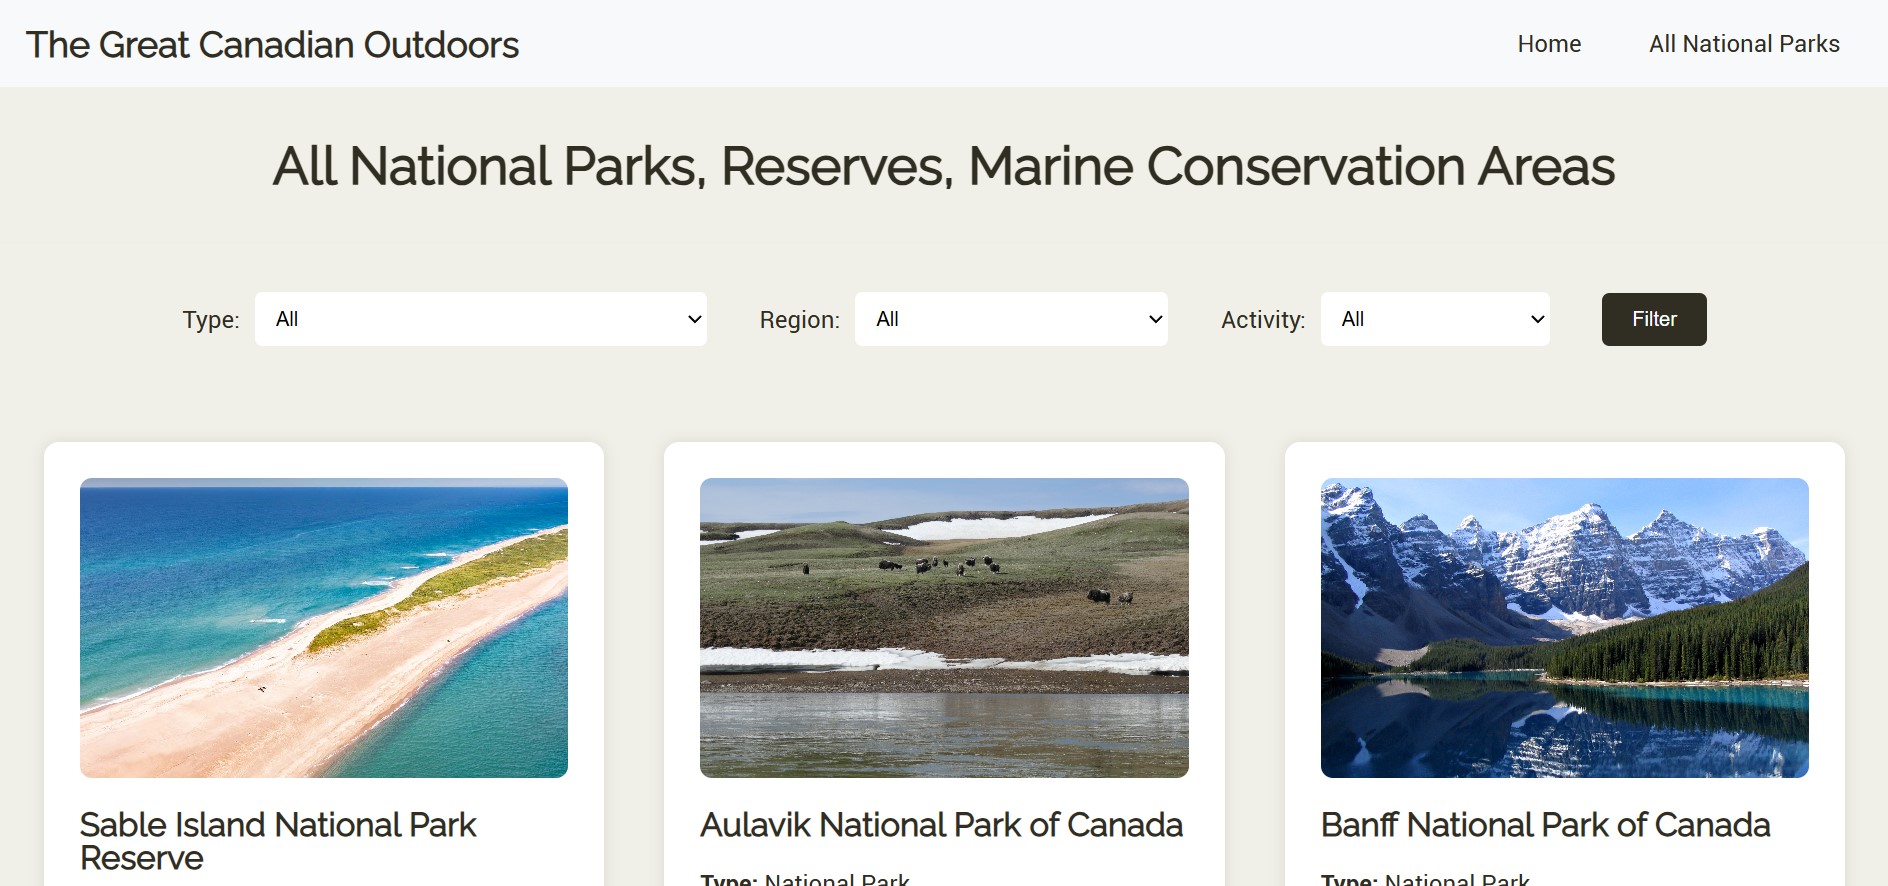 The Great Canadian Outdoors
Home
All National Parks
All National Parks, Reserves, Marine Conservation Areas
Type:
All
Region:
All
Activity:
All
Filter
Sable Island National Park
Reserve
Aulavik National Park of Canada
Type: National Park
Banff National Park of Canada
Type: National Park